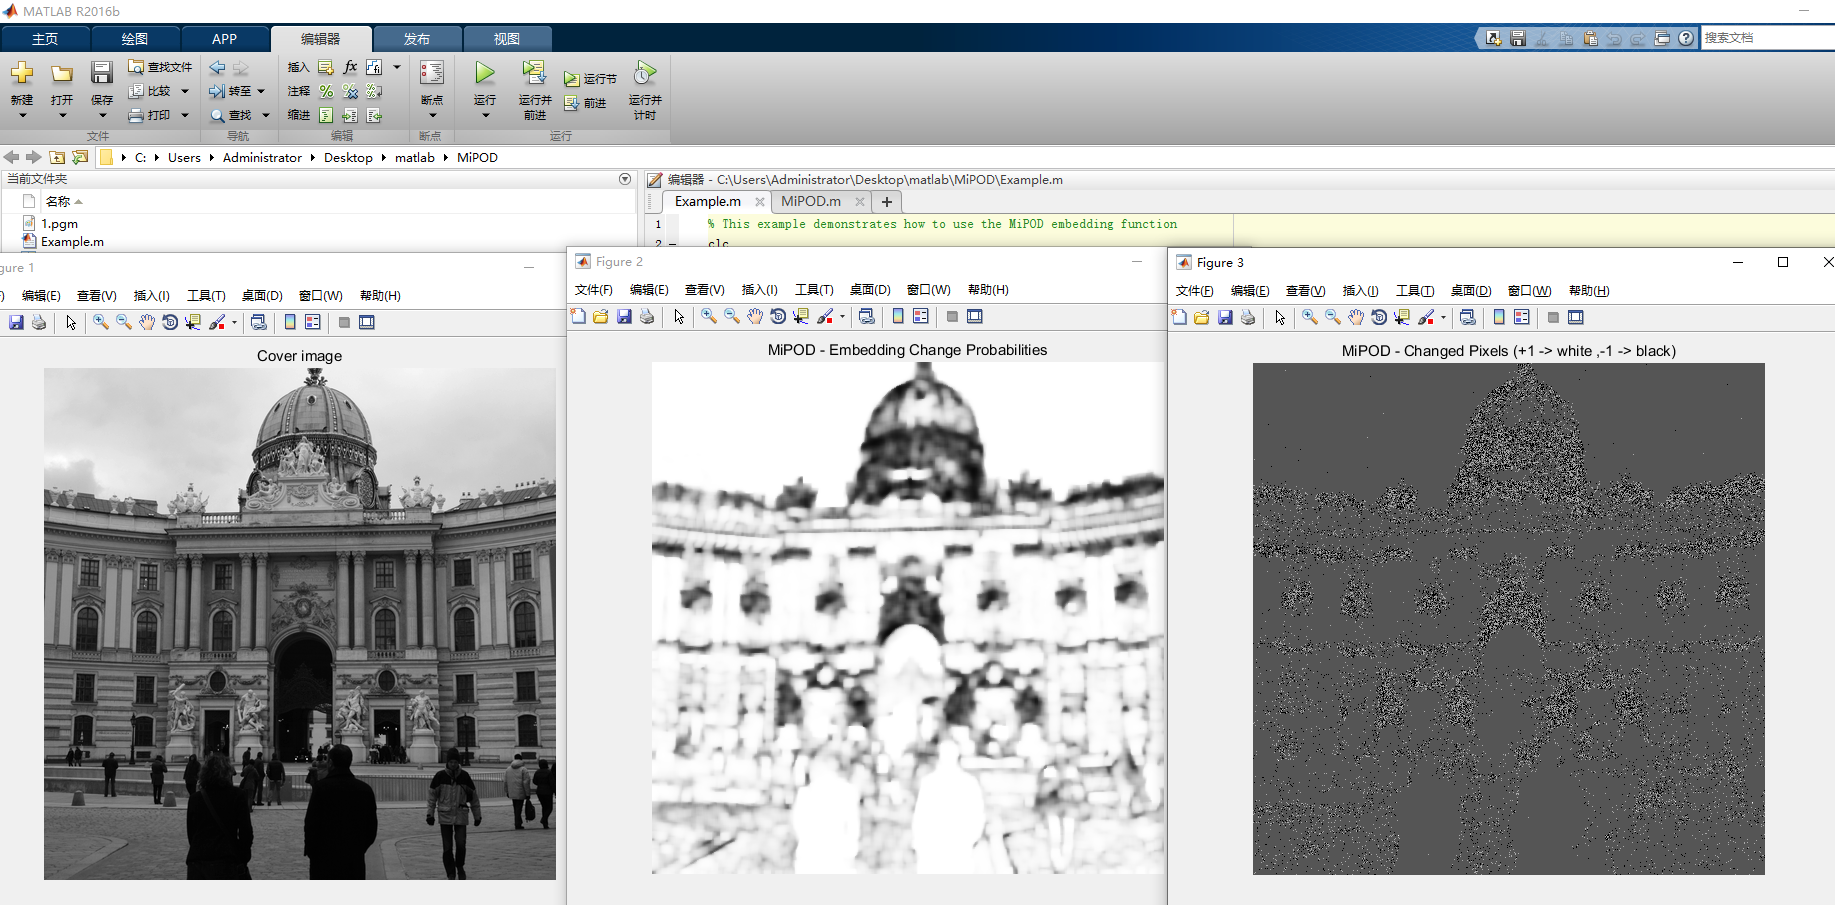 MATLAB R2016b
主页 绘图 APP 编辑器 发布 视图
搜索文档
新建 打开 保存 查找文件 比较 打印 转至 查找 插入 注释 缩进 fx fi 断点 运行 运行并前进 运行节 前进 运行并计时
文件 导航 编辑 断点 运行
C: Users Administrator Desktop matlab MiPOD
当前文件夹
名称
1.pgm
Example.m
编辑器 - C:\Users\Administrator\Desktop\matlab\MiPOD\Example.m
Example.m MiPOD.m +
1 % This example demonstrates how to use the MiPOD embedding function
2 – clc
gure 1
F) 编辑(E) 查看(V) 插入(I) 工具(T) 桌面(D) 窗口(W) 帮助(H)
Cover image
Figure 2
文件(F) 编辑(E) 查看(V) 插入(I) 工具(T) 桌面(D) 窗口(W) 帮助(H)
MiPOD - Embedding Change Probabilities
Figure 3
文件(F) 编辑(E) 查看(V) 插入(I) 工具(T) 桌面(D) 窗口(W) 帮助(H)
MiPOD - Changed Pixels (+1 -> white ,-1 -> black)